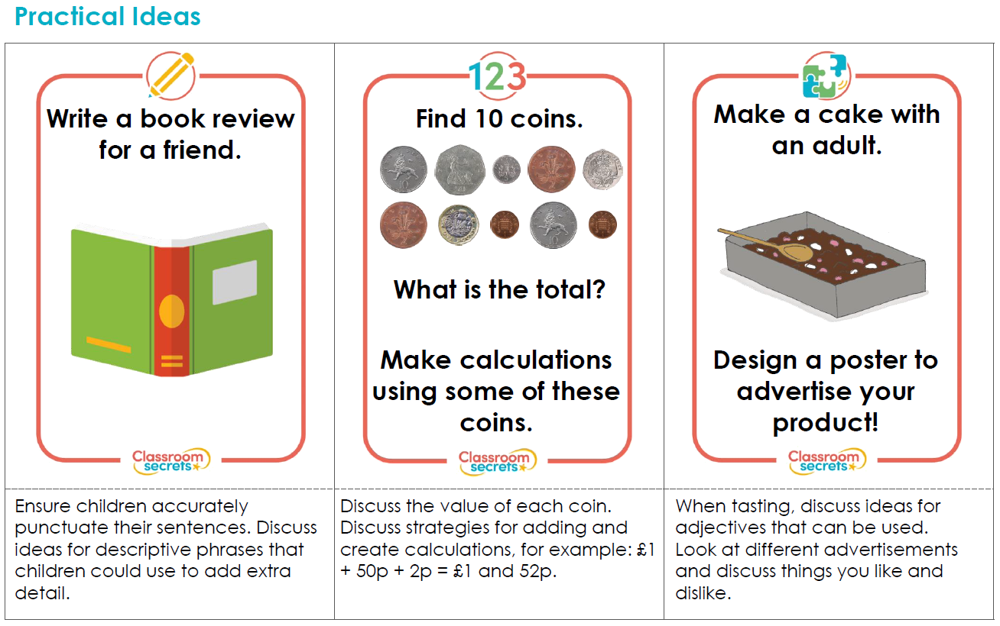 Practical Ideas
Write a book review
for a friend.
Classroom
secrets
123
Find 10 coins.
10
10
What is the total?
Make calculations
using some of these
coins.
Classroom
secrets
Make a cake with
an adult.
Design a poster to
advertise your
product!
Classroom
secrets
Ensure children accurately
punctuate their sentences. Discuss
ideas for descriptive phrases that
children could use to add extra
detail.
Discuss the value of each coin.
Discuss strategies for adding and
create calculations, for example: £1
+ 50p + 2p = £1 and 52p.
When tasting, discuss ideas for
adjectives that can be used.
Look at different advertisements
and discuss things you like and
dislike.